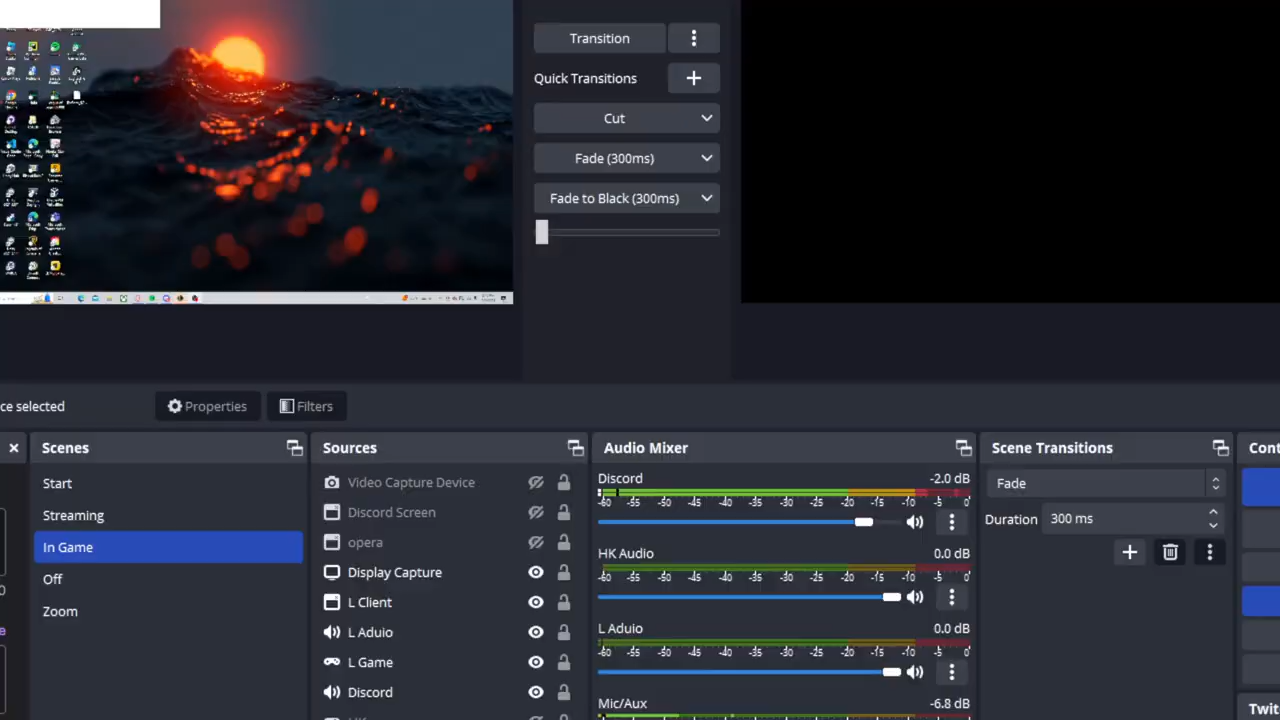 Transition
Quick Transitions
Cut
Fade (300ms)
Fade to Black (300ms)
ce selected
Properties
Filters
Scenes
Start
Streaming
In Game
Off
Zoom
Sources
Video Capture Device
Discord Screen
opera
Display Capture
L Client
L Aduio
L Game
Discord
Audio Mixer
Discord -2.0 dB
-60 -55 -50 -45 -40 -35 -30 -25 -20 -15 -10 -5 0
HK Audio 0.0 dB
-60 -55 -50 -45 -40 -35 -30 -25 -20 -15 -10 -5 0
L Aduio 0.0 dB
-60 -55 -50 -45 -40 -35 -30 -25 -20 -15 -10 -5 0
Mic/Aux -6.8 dB
Scene Transitions
Fade
Duration 300 ms
Cont
Twit